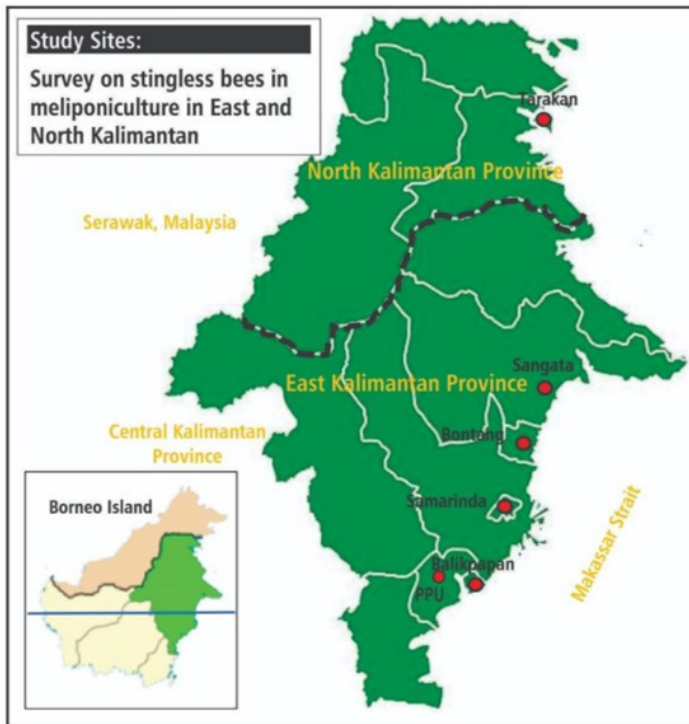 Study Sites:
Survey on stingless bees in
meliponiculture in East and
North Kalimantan
Tarakan
North Kalimantan Province
Serawak, Malaysia
Sangata
East Kalimantan Province
Central Kalimantan
Province
Bontong
Samarinda
Makassar Strait
Borneo Island
Balikpapan
PPU